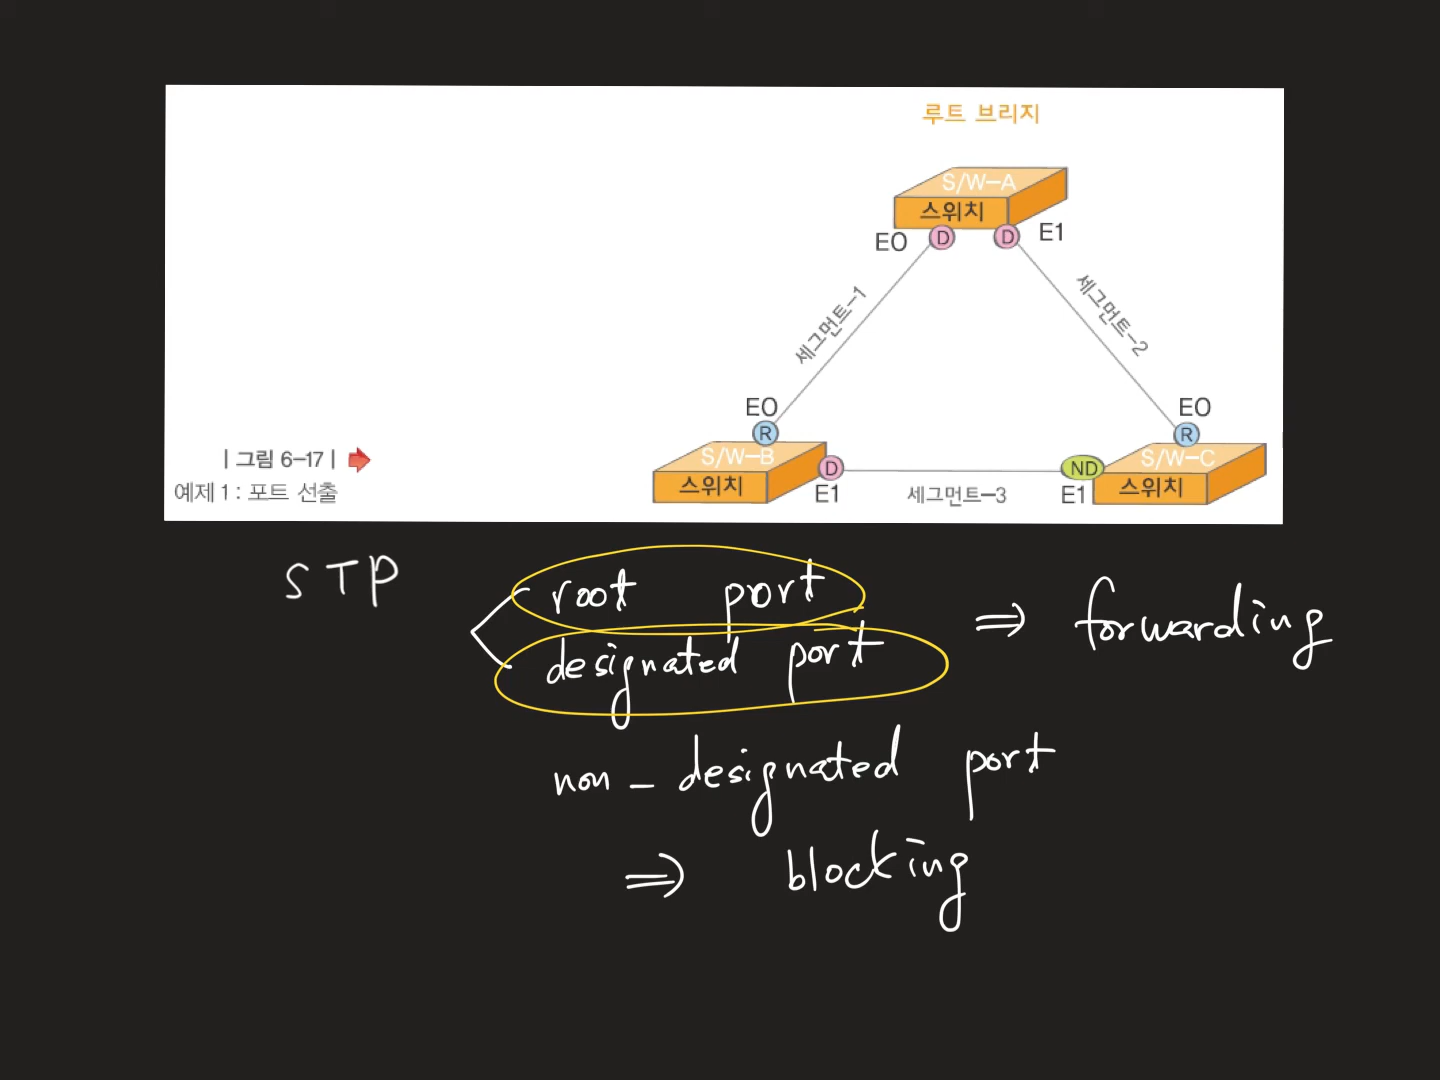 루트 브리지
S/W-A
스위치
E0 D D E1
세그먼트-1
세그먼트-2
E0
R
E0
R
S/W-B
스위치
D
E1
세그먼트-3
ND
E1
S/W-C
스위치
| 그림 6-17 |
예제 1 : 포트 선출
STP
root port
designated port
⇒ forwarding
non - designated port
⇒ blocking